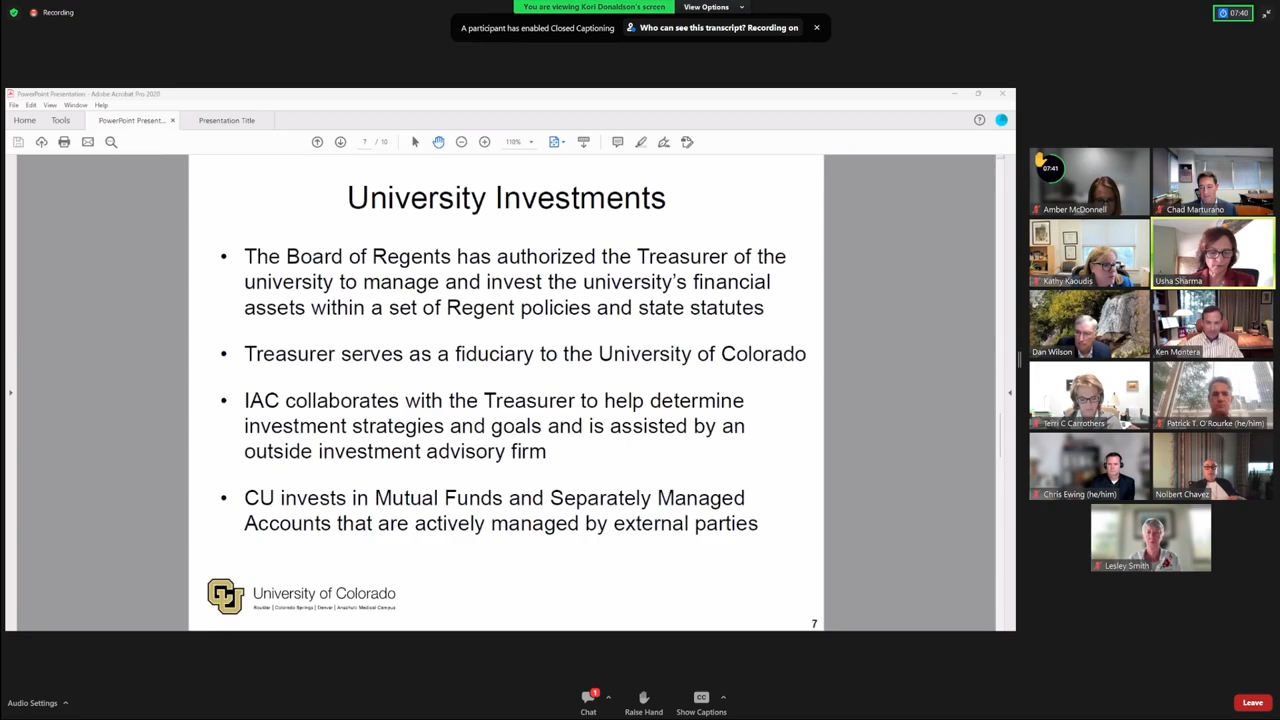 Recording
You are viewing Kori Donaldson's screen
View Options
07:40
A participant has enabled Closed Captioning
Who can see this transcript? Recording on
PowerPoint Presentation - Adobe Acrobat Pro 2020
File Edit View Window Help
Home Tools PowerPoint Present... Presentation Title
7 / 10
110%
University Investments
• The Board of Regents has authorized the Treasurer of the
university to manage and invest the university's financial
assets within a set of Regent policies and state statutes
• Treasurer serves as a fiduciary to the University of Colorado
• IAC collaborates with the Treasurer to help determine
investment strategies and goals and is assisted by an
outside investment advisory firm
• CU invests in Mutual Funds and Separately Managed
Accounts that are actively managed by external parties
CU
University of Colorado
Boulder | Colorado Springs | Denver | Anschutz Medical Campus
7
07:41
Amber McDonnell
Chad Marturano
Kathy Kaoudis
Usha Sharma
Dan Wilson
Ken Montera
Terri C Carrothers
Patrick T. O'Rourke (he/him)
Chris Ewing (he/him)
Nolbert Chavez
Lesley Smith
Audio Settings
1
Chat
Raise Hand
CC
Show Captions
Leave